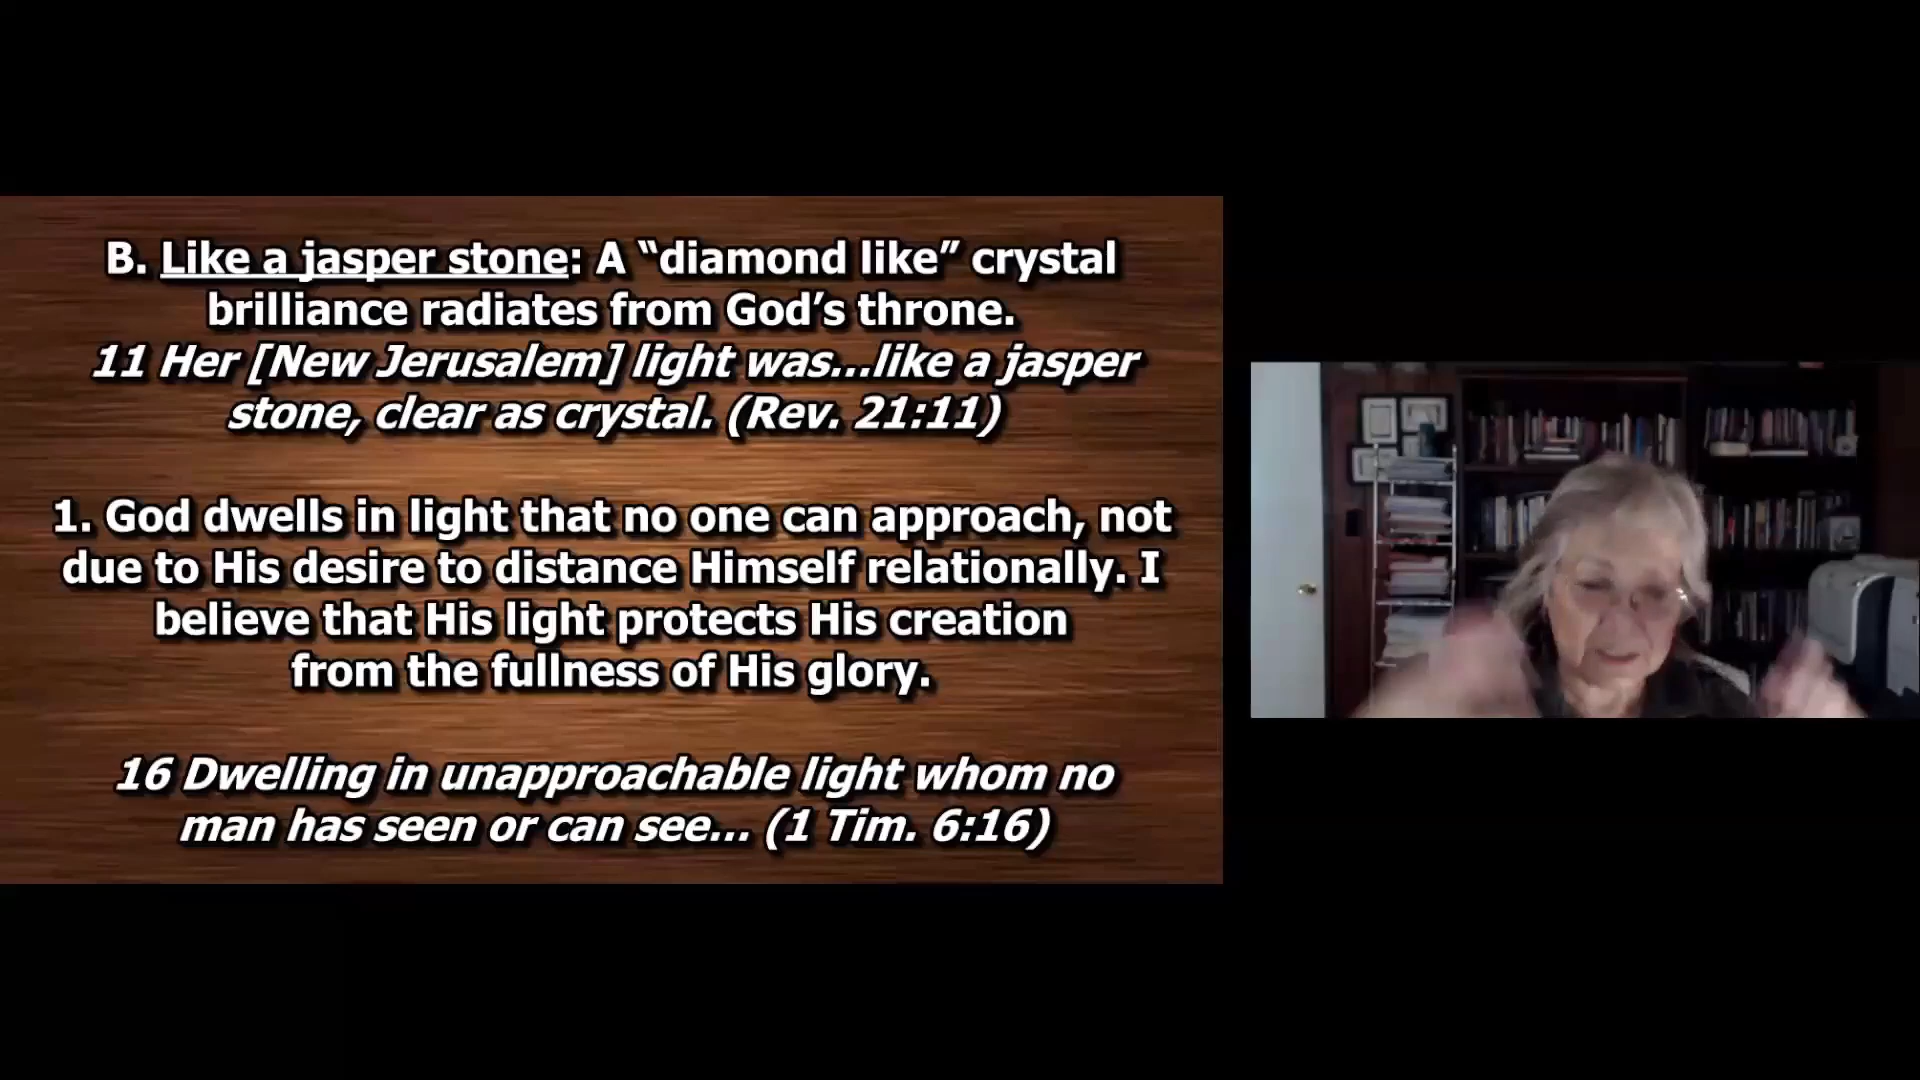 B. Like a jasper stone: A “diamond like” crystal
brilliance radiates from God’s throne.
11 Her [New Jerusalem] light was...like a jasper
stone, clear as crystal. (Rev. 21:11)
1. God dwells in light that no one can approach, not
due to His desire to distance Himself relationally. I
believe that His light protects His creation
from the fullness of His glory.
16 Dwelling in unapproachable light whom no
man has seen or can see... (1 Tim. 6:16)